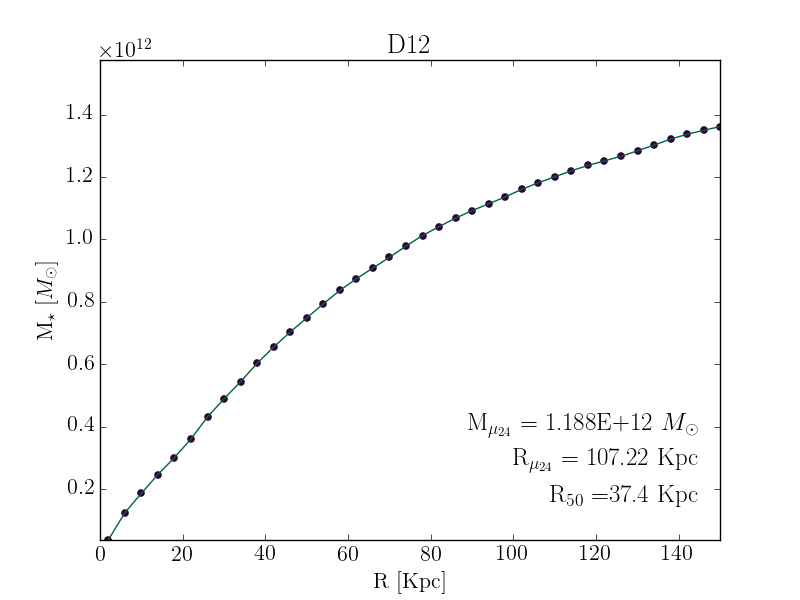 D12
×10¹²
1.4
1.2
1.0
0.8
0.6
0.4
0.2
M⋆ [M⊙]
M_μ₂₄ = 1.188E+12 M⊙
R_μ₂₄ = 107.22 Kpc
R₅₀ =37.4 Kpc
0 20 40 60 80 100 120 140
R [Kpc]